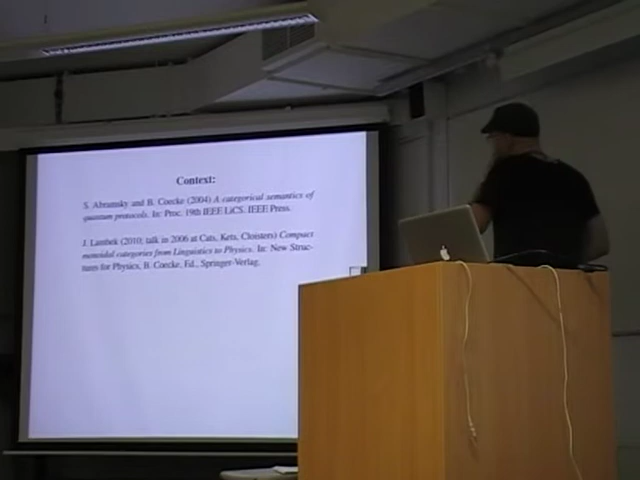 Context:
S. Abramsky and B. Coecke (2004) A categorical semantics of
quantum protocols. In: Proc. 19th IEEE LiCS. IEEE Press.
J. Lambek (2010; talk in 2006 at Cats, Kets, Cloisters) Compact
monoidal categories from Linguistics to Physics. In: New Struc-
tures for Physics, B. Coecke, Ed., Springer-Verlag.